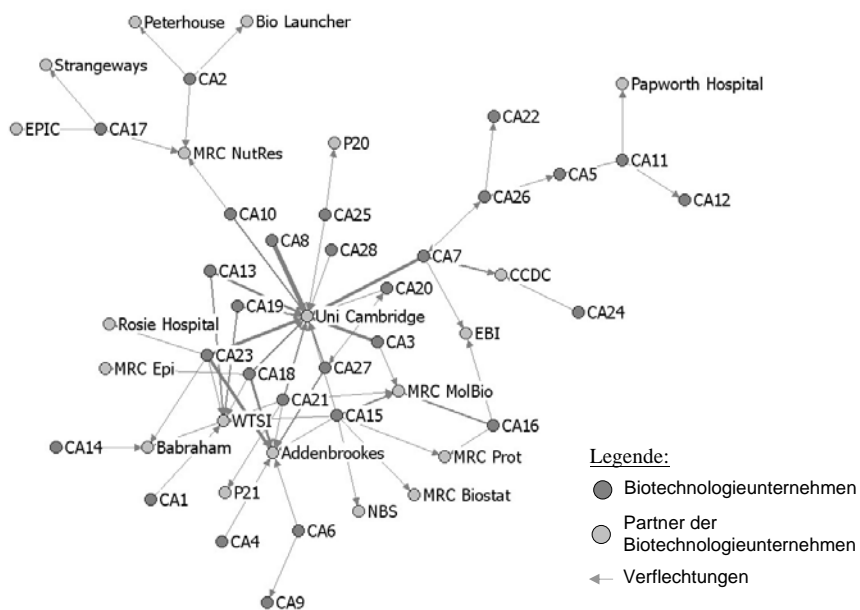 Peterhouse
Bio Launcher
Strangeways
CA2
Papworth Hospital
EPIC
CA17
CA22
MRC NutRes
P20
CA11
CA5
CA26
CA12
CA10
CA25
CA8
CA28
CA7
CA13
CCDC
CA20
CA19
CA24
Uni Cambridge
Rosie Hospital
EBI
CA3
CA23
MRC Epi
CA18
CA27
MRC MolBio
CA21
WTSI
CA15
CA16
CA14
Babraham
Addenbrookes
MRC Prot
Legende:
P21
MRC Biostat
Biotechnologieunternehmen
CA1
NBS
CA6
CA4
Partner der
Biotechnologieunternehmen
Verflechtungen
CA9